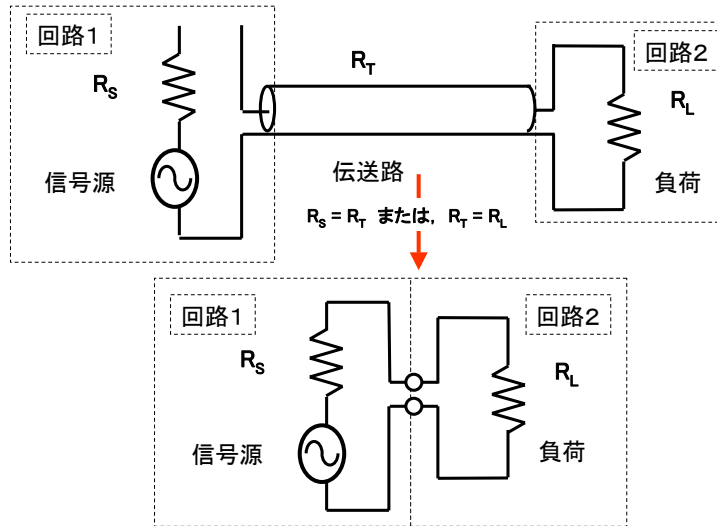 回路1
R_S
信号源
R_T
回路2
R_L
負荷
伝送路
R_S = R_T または, R_T = R_L
回路1
R_S
信号源
回路2
R_L
負荷